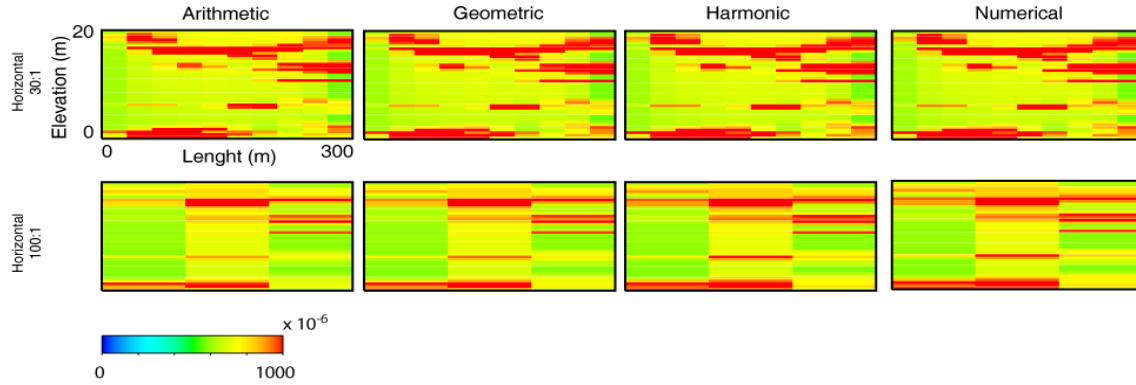 Arithmetic Geometric Harmonic Numerical
Horizontal
30:1
Elevation (m)
20
0
0 Lenght (m) 300
Horizontal
100:1
x 10-6
0 1000